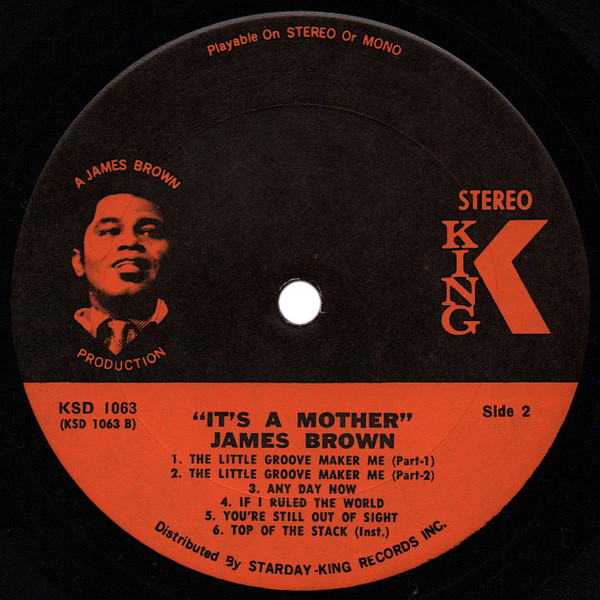 Playable On STEREO Or MONO
A JAMES BROWN
PRODUCTION
STEREO
KING
K
KSD 1063
(KSD 1063 B)
Side 2
"IT'S A MOTHER"
JAMES BROWN
1. THE LITTLE GROOVE MAKER ME (Part-1)
2. THE LITTLE GROOVE MAKER ME (Part-2)
3. ANY DAY NOW
4. IF I RULED THE WORLD
5. YOU'RE STILL OUT OF SIGHT
6. TOP OF THE STACK (Inst.)
Distributed By STARDAY-KING RECORDS INC.